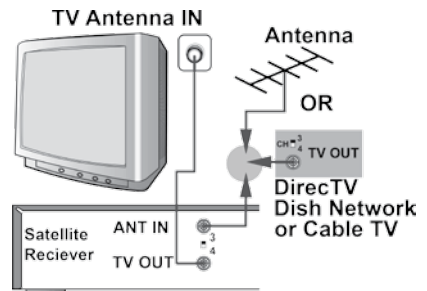 TV Antenna IN
Antenna
OR
CH 3
4
TV OUT
DirecTV
Dish Network
or Cable TV
Satellite
Reciever
ANT IN
3
4
TV OUT